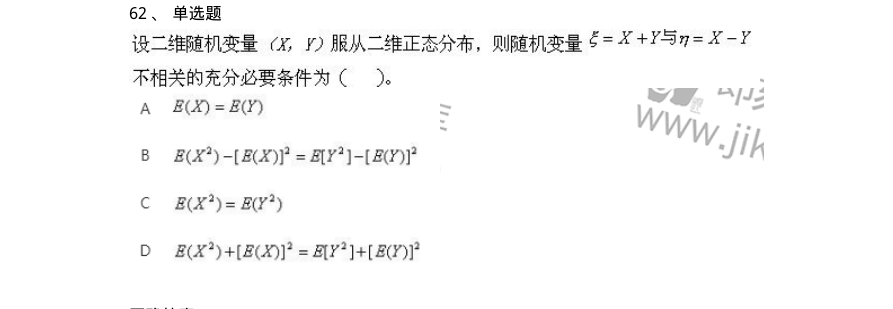 62 、 单选题
设二维随机变量（X, Y）服从二维正态分布，则随机变量 ξ = X + Y与η = X − Y
不相关的充分必要条件为（ ）。
A E(X) = E(Y)
B E(X²) − [E(X)]² = E[Y²] − [E(Y)]²
C E(X²) = E(Y²)
D E(X²) + [E(X)]² = E[Y²] + [E(Y)]²
www.jik